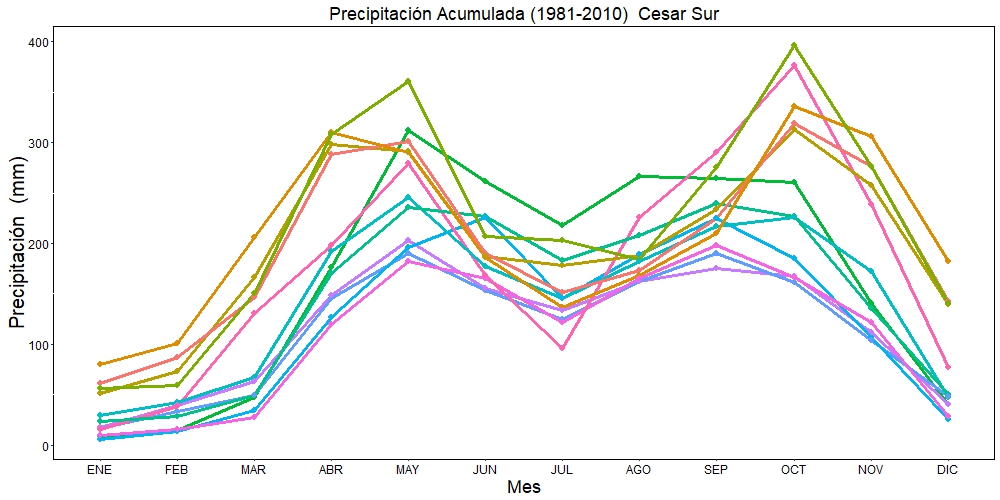 Precipitación Acumulada (1981-2010)  Cesar Sur
Precipitación  (mm)
400
300
200
100
0
ENE FEB MAR ABR MAY JUN JUL AGO SEP OCT NOV DIC
Mes